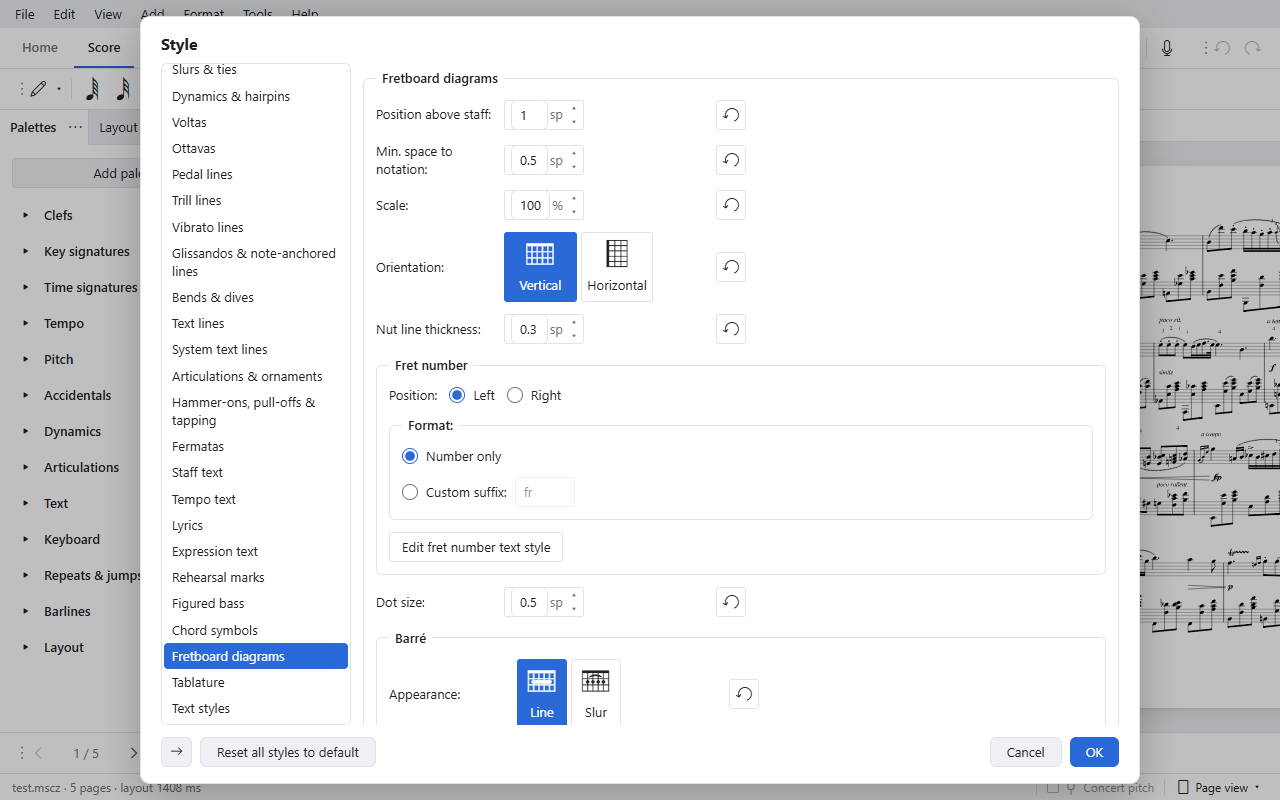 File Edit View Add Format Tools Help
Style
Home Score
Palettes Layout
Clefs
Key signatures
Time signatures
Tempo
Pitch
Accidentals
Dynamics
Articulations
Text
Keyboard
Repeats & jumps
Barlines
Layout
1 / 5
Slurs & ties
Dynamics & hairpins
Voltas
Ottavas
Pedal lines
Trill lines
Vibrato lines
Glissandos & note-anchored
lines
Bends & dives
Text lines
System text lines
Articulations & ornaments
Hammer-ons, pull-offs &
tapping
Fermatas
Staff text
Tempo text
Lyrics
Expression text
Rehearsal marks
Figured bass
Chord symbols
Fretboard diagrams
Tablature
Text styles
Fretboard diagrams
Position above staff: 1 sp
Min. space to
notation: 0.5 sp
Scale: 100 %
Orientation: Vertical Horizontal
Nut line thickness: 0.3 sp
Fret number
Position: Left Right
Format:
Number only
Custom suffix: fr
Edit fret number text style
Dot size: 0.5 sp
Barré
Appearance: Line Slur
Reset all styles to default Cancel OK
paco rit.
simile
a tempo
poco rallent.
test.mscz · 5 pages · layout 1408 ms Concert pitch Page view